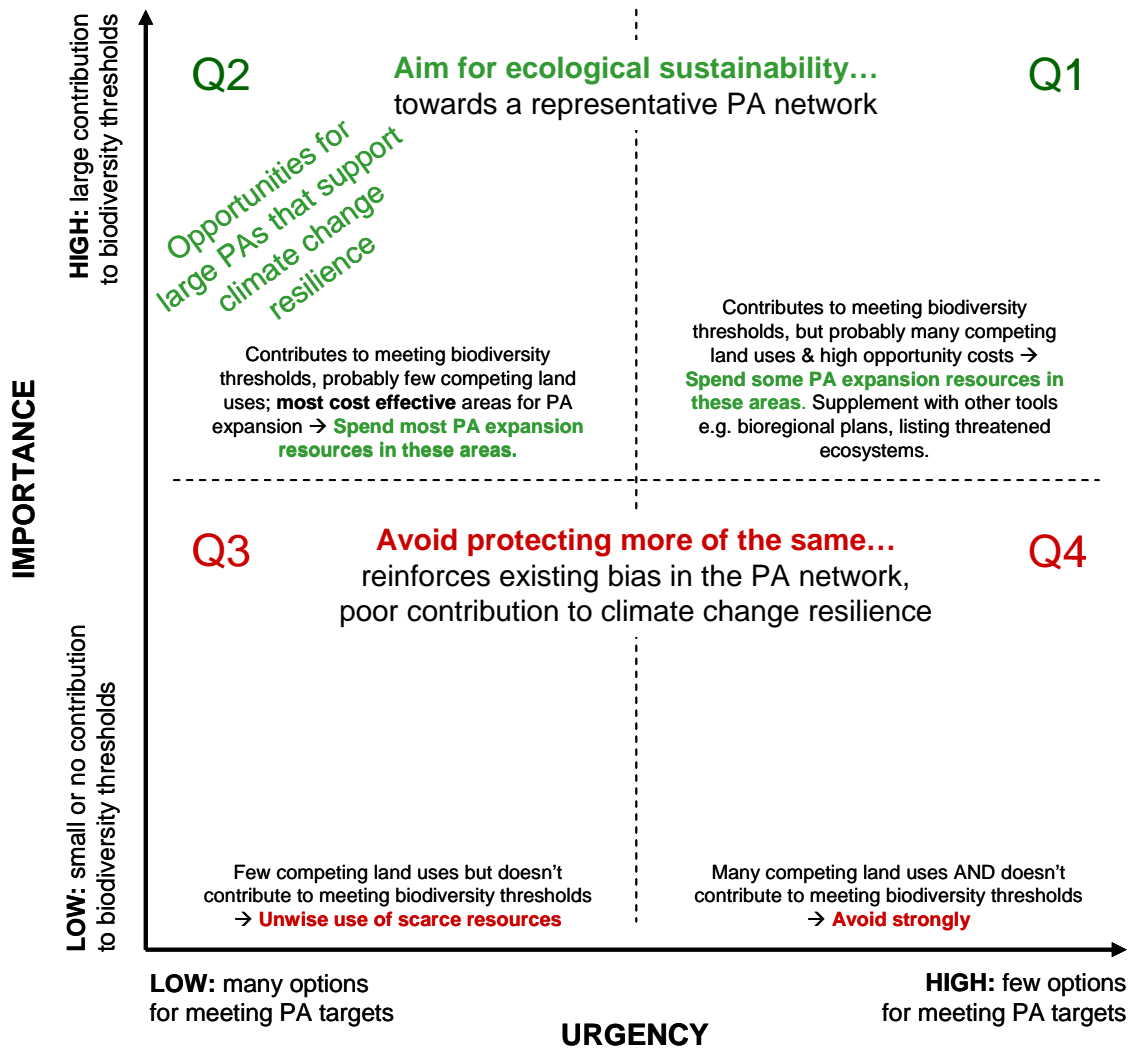 IMPORTANCE
HIGH: large contribution
to biodiversity thresholds
Q2
Aim for ecological sustainability…
towards a representative PA network
Q1
Opportunities for
large PAs that support
climate change
resilience
Contributes to meeting biodiversity
thresholds, probably few competing land
uses; most cost effective areas for PA
expansion → Spend most PA expansion
resources in these areas.
Contributes to meeting biodiversity
thresholds, but probably many competing
land uses & high opportunity costs →
Spend some PA expansion resources in
these areas. Supplement with other tools
e.g. bioregional plans, listing threatened
ecosystems.
LOW: small or no contribution
to biodiversity thresholds
Q3
Avoid protecting more of the same…
reinforces existing bias in the PA network,
poor contribution to climate change resilience
Q4
Few competing land uses but doesn’t
contribute to meeting biodiversity thresholds
→ Unwise use of scarce resources
Many competing land uses AND doesn’t
contribute to meeting biodiversity thresholds
→ Avoid strongly
LOW: many options
for meeting PA targets
HIGH: few options
for meeting PA targets
URGENCY